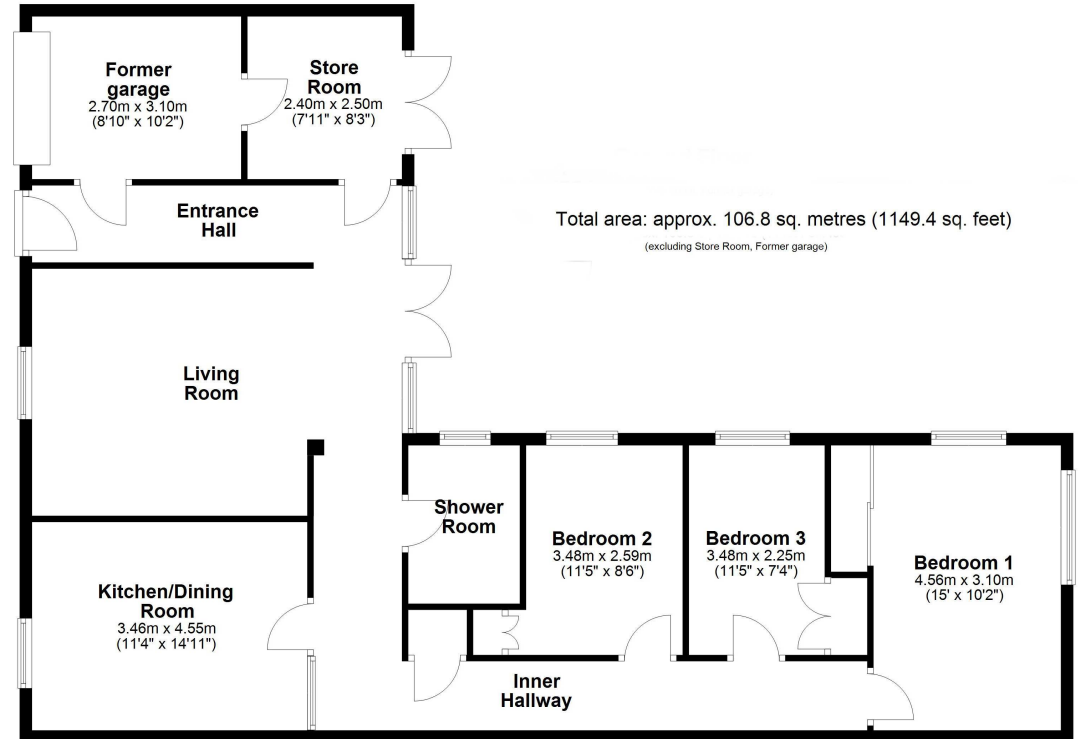 Former
garage
2.70m x 3.10m
(8'10" x 10'2")
Store
Room
2.40m x 2.50m
(7'11" x 8'3")
Entrance
Hall
Total area: approx. 106.8 sq. metres (1149.4 sq. feet)
(excluding Store Room, Former garage)
Living
Room
Shower
Room
Bedroom 2
3.48m x 2.59m
(11'5" x 8'6")
Bedroom 3
3.48m x 2.25m
(11'5" x 7'4")
Bedroom 1
4.56m x 3.10m
(15' x 10'2")
Kitchen/Dining
Room
3.46m x 4.55m
(11'4" x 14'11")
Inner
Hallway